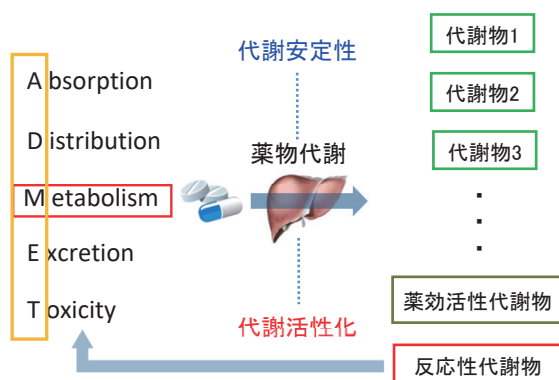 Absorption
Distribution
Metabolism
Excretion
Toxicity
代謝安定性
薬物代謝
代謝活性化
代謝物1
代謝物2
代謝物3
・
・
・
薬効活性代謝物
反応性代謝物